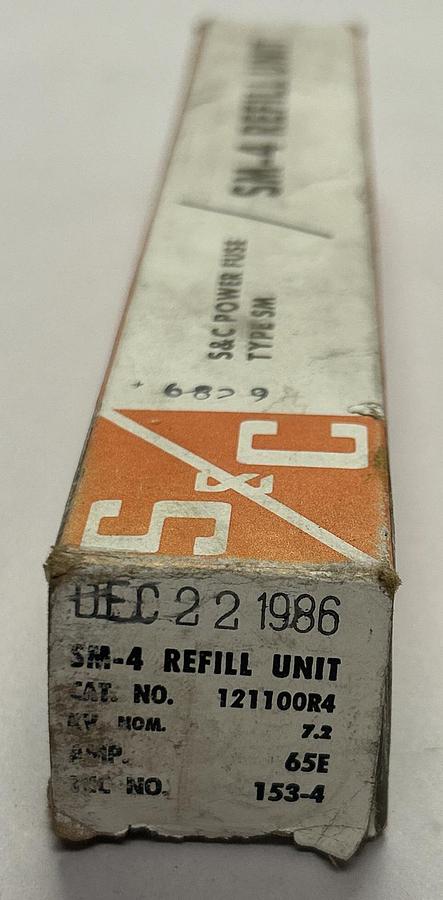 SM-4 REFILL UNIT
S&C POWER FUSE
TYPE SM
S&C
DEC 22 1986
SM-4 REFILL UNIT
CAT. NO. 121100R4
KV NOM. 7.2
AMP. 65E
TCC NO. 153-4